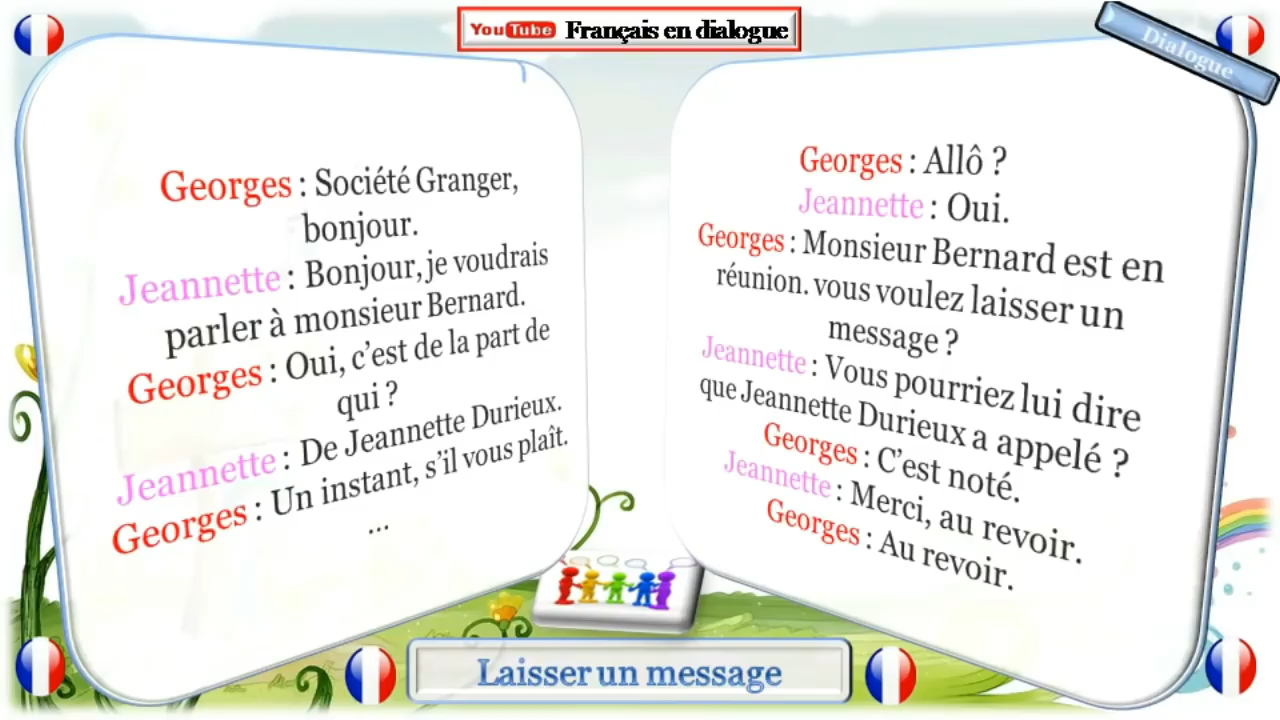 YouTube Français en dialogue
Dialogue
Georges : Société Granger,
bonjour.
Jeannette : Bonjour, je voudrais
parler à monsieur Bernard.
Georges : Oui, c’est de la part de
qui ?
Jeannette : De Jeannette Durieux.
Georges : Un instant, s’il vous plaît.
...
Georges : Allô ?
Jeannette : Oui.
Georges : Monsieur Bernard est en
réunion. vous voulez laisser un
message ?
Jeannette : Vous pourriez lui dire
que Jeannette Durieux a appelé ?
Georges : C’est noté.
Jeannette : Merci, au revoir.
Georges : Au revoir.
Laisser un message